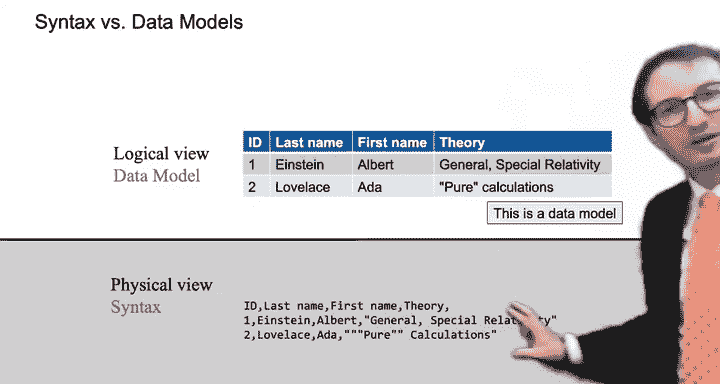 Syntax vs. Data Models
Logical view
Data Model
ID Last name First name Theory
1 Einstein Albert General, Special Relativity
2 Lovelace Ada "Pure" calculations
This is a data model
Physical view
Syntax
ID,Last name,First name,Theory,
1,Einstein,Albert,"General, Special Relativity"
2,Lovelace,Ada,"""Pure"" Calculations"